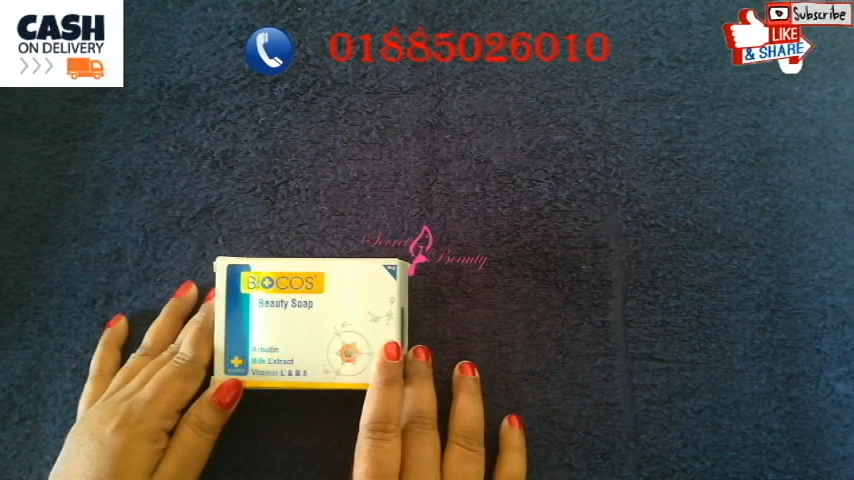 CASH
ON DELIVERY
01885026010
Subscribe
LIKE
& SHARE
Secret
Beauty
BIOCOS
Beauty Soap
Arbutin
Milk Extract
Vitamin E & B 5